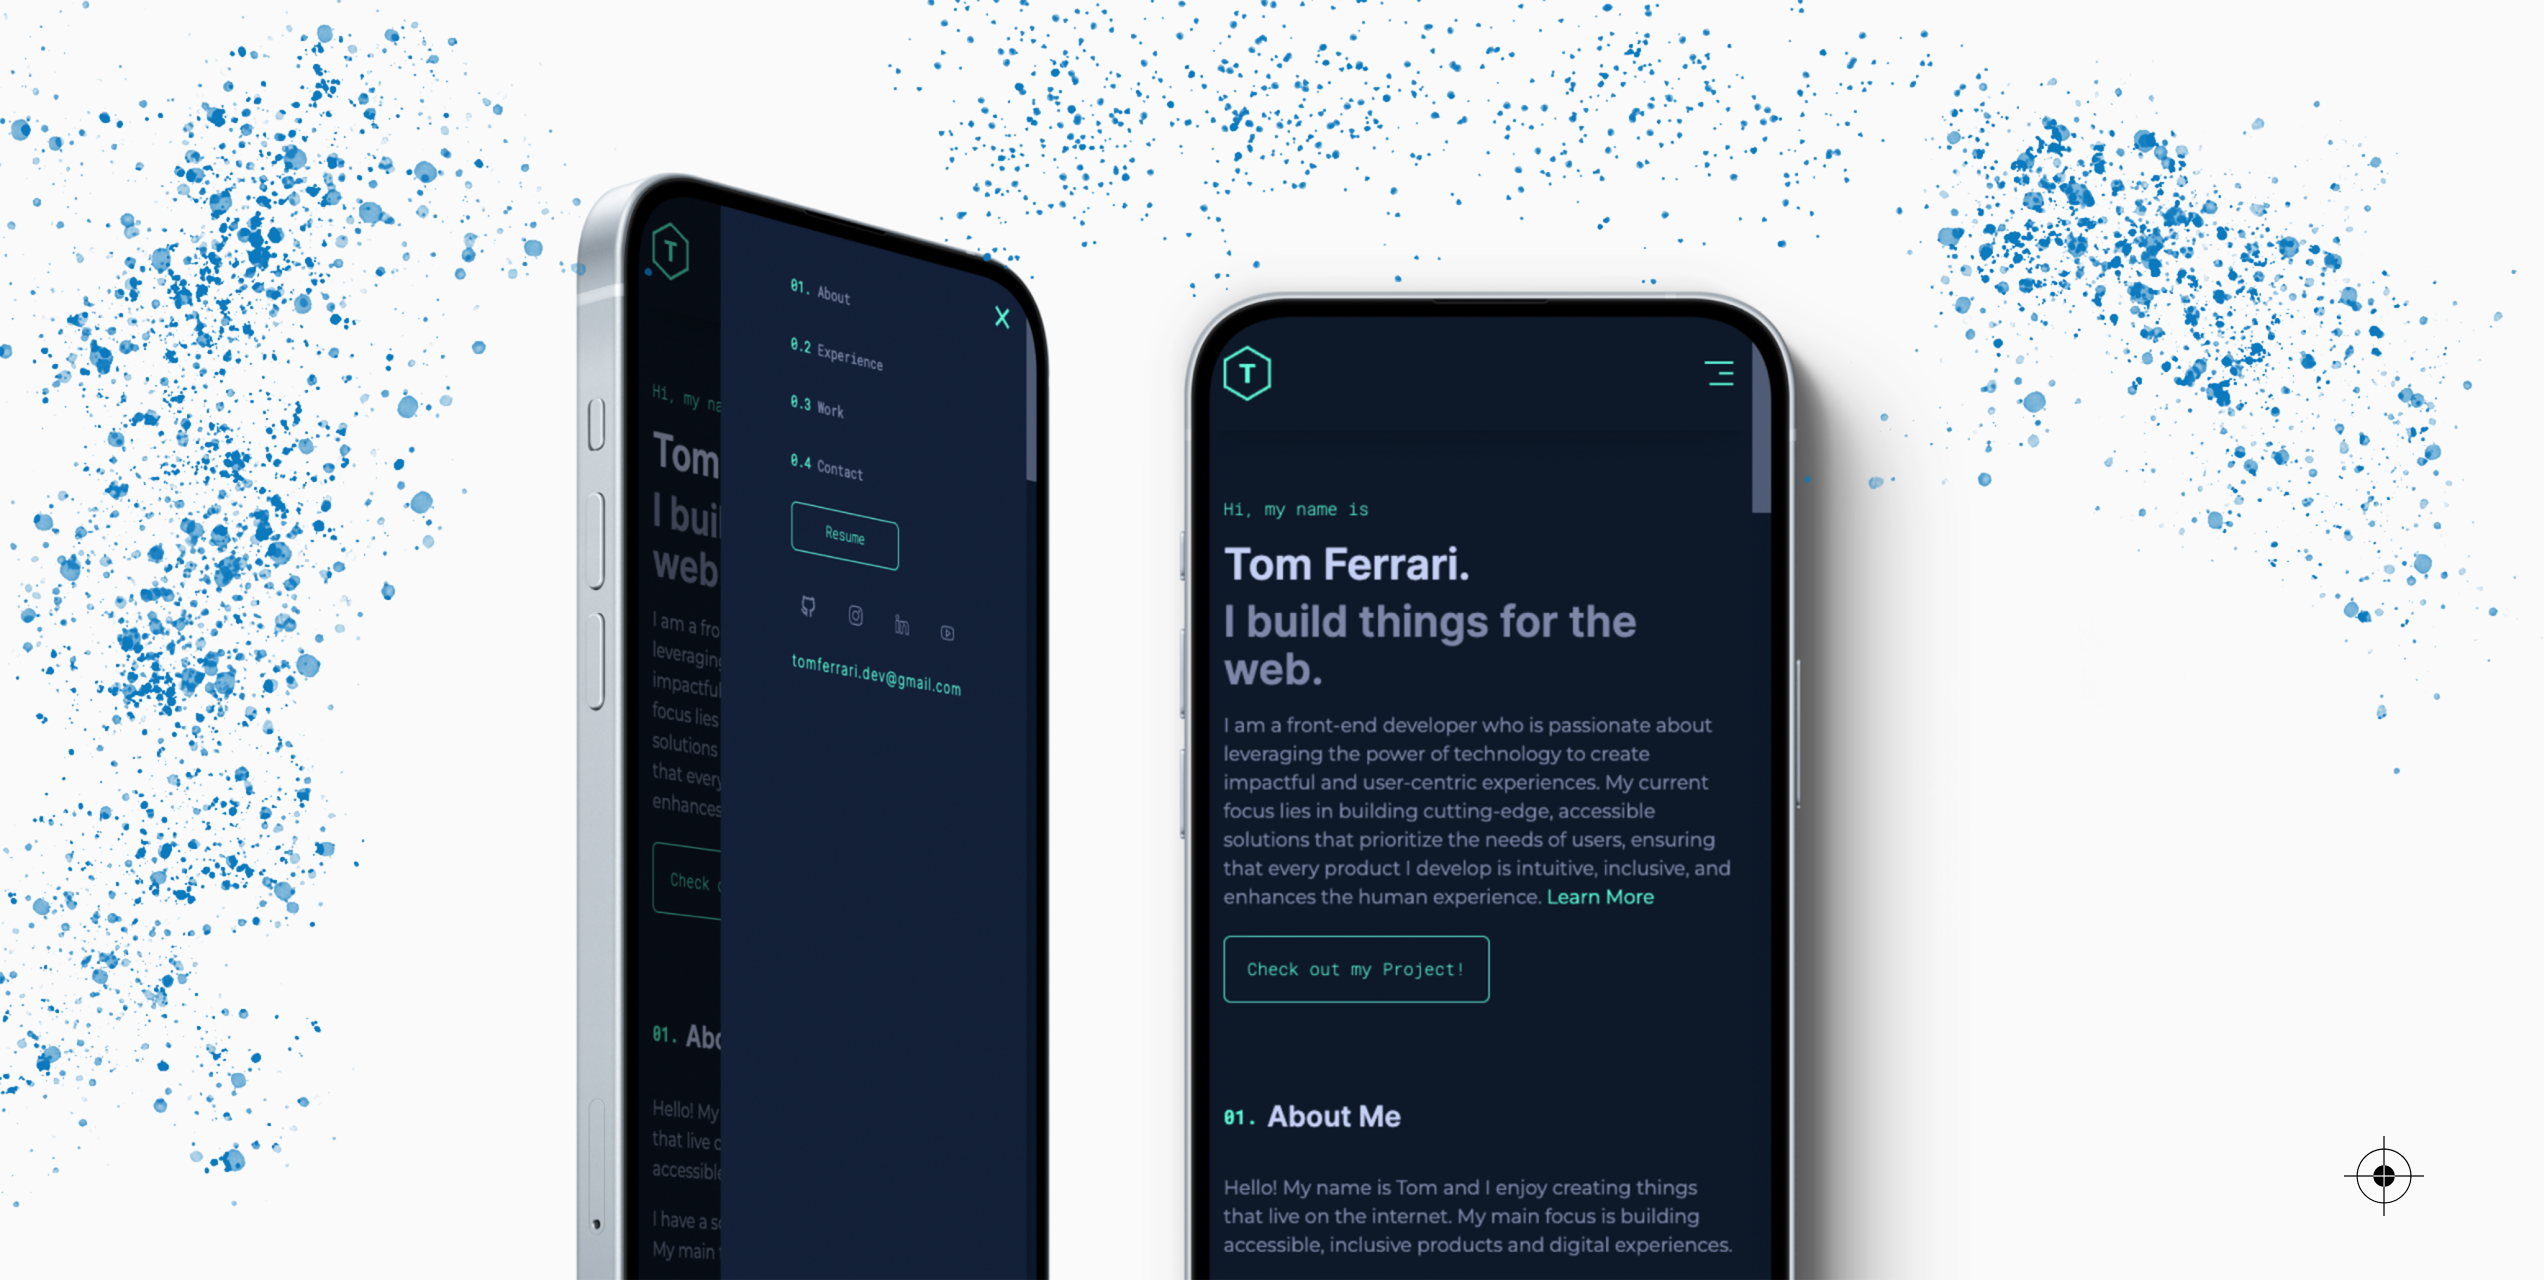 T
01. About
0.2 Experience
0.3 Work
0.4 Contact
Resume
tomferrari.dev@gmail.com
Hi, my na
Tom
I buil
web
I am a fro
leveraging
impactful
focus lies
solutions
that every
enhances
Check
01. Abo
Hello! My
that live
accessible
I have a so
My main
T
Hi, my name is
Tom Ferrari.
I build things for the
web.
I am a front-end developer who is passionate about
leveraging the power of technology to create
impactful and user-centric experiences. My current
focus lies in building cutting-edge, accessible
solutions that prioritize the needs of users, ensuring
that every product I develop is intuitive, inclusive, and
enhances the human experience. Learn More
Check out my Project!
01. About Me
Hello! My name is Tom and I enjoy creating things
that live on the internet. My main focus is building
accessible, inclusive products and digital experiences.